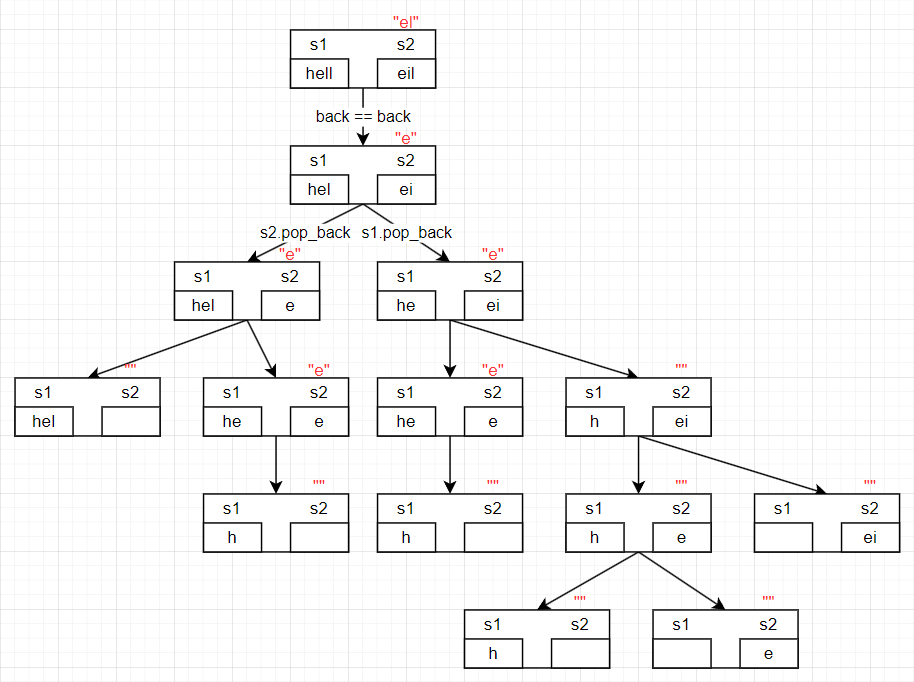 "el"
s1 s2
hell eil
back == back
"e"
s1 s2
hel ei
s2.pop_back s1.pop_back
"e" "e"
s1 s2 s1 s2
hel e he ei
"" "e" "e" ""
s1 s2 s1 s2 s1 s2 s1 s2
hel he e he e h ei
"" "" "" ""
s1 s2 s1 s2 s1 s2 s1 s2
h h h e ei
"" ""
s1 s2 s1 s2
h e